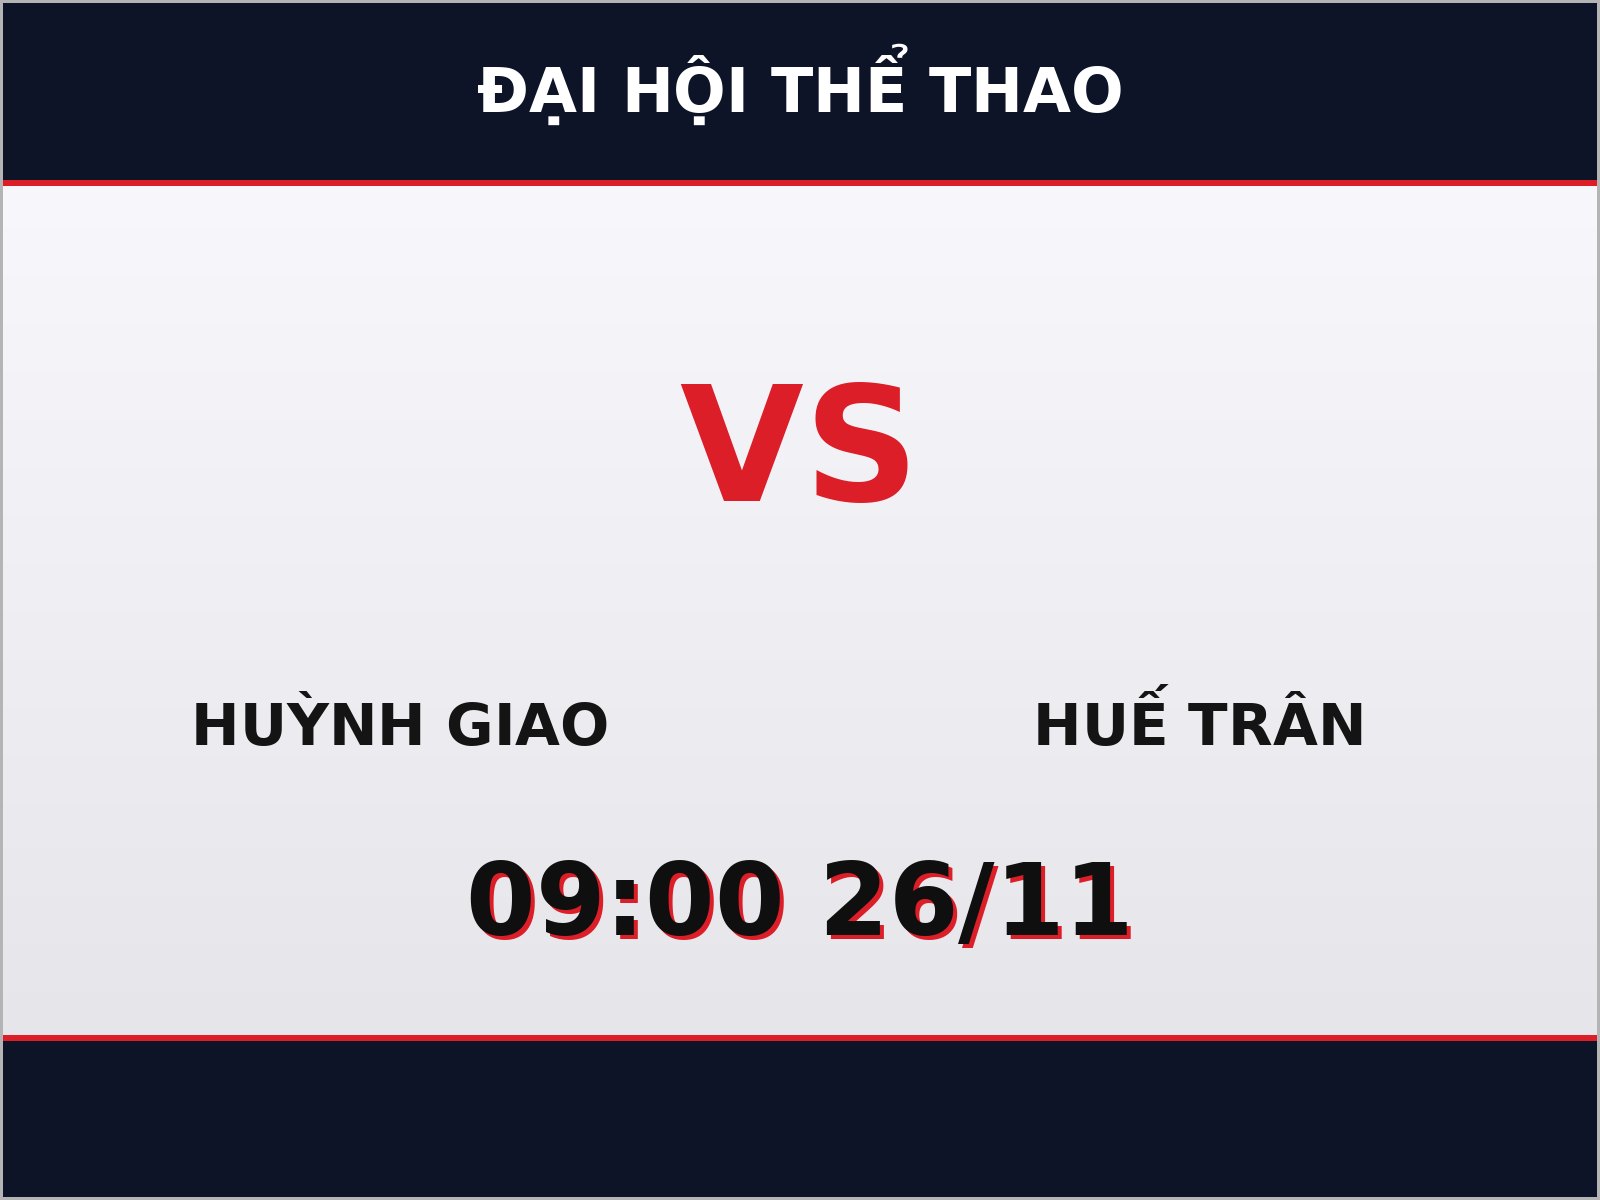 ĐẠI HỘI THỂ THAO
VS
HUỲNH GIAO
HUẾ TRÂN
09:00 26/11